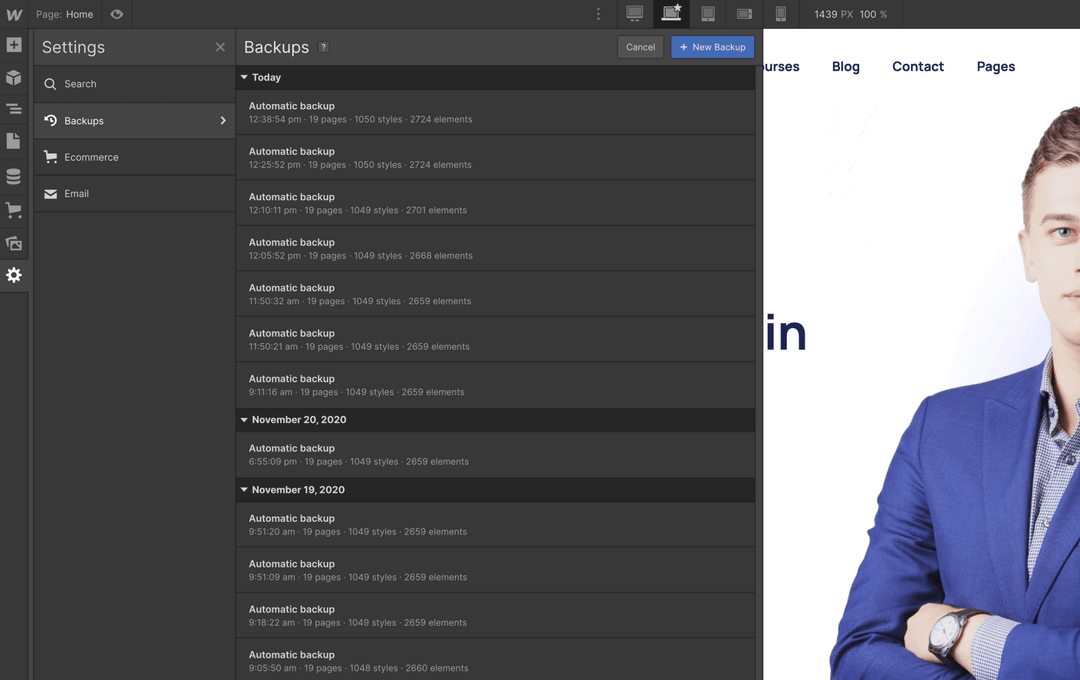 W Page: Home 1439 PX 100 %
Settings
Search
Backups
Ecommerce
Email
Backups ? Cancel + New Backup
Today
Automatic backup
12:38:54 pm · 19 pages · 1050 styles · 2724 elements
Automatic backup
12:25:52 pm · 19 pages · 1050 styles · 2724 elements
Automatic backup
12:10:11 pm · 19 pages · 1049 styles · 2701 elements
Automatic backup
12:05:52 pm · 19 pages · 1049 styles · 2668 elements
Automatic backup
11:50:32 am · 19 pages · 1049 styles · 2659 elements
Automatic backup
11:50:21 am · 19 pages · 1049 styles · 2659 elements
Automatic backup
9:11:16 am · 19 pages · 1049 styles · 2659 elements
November 20, 2020
Automatic backup
6:55:09 pm · 19 pages · 1049 styles · 2659 elements
November 19, 2020
Automatic backup
9:51:20 am · 19 pages · 1049 styles · 2659 elements
Automatic backup
9:51:09 am · 19 pages · 1049 styles · 2659 elements
Automatic backup
9:18:22 am · 19 pages · 1049 styles · 2659 elements
Automatic backup
9:05:50 am · 19 pages · 1048 styles · 2660 elements
urses Blog Contact Pages
in